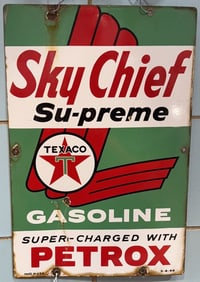 Sky Chief
Su-preme
TEXACO
T
GASOLINE
SUPER-CHARGED WITH
PETROX